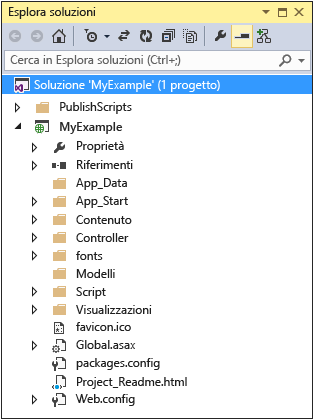 Esplora soluzioni
Cerca in Esplora soluzioni (Ctrl+;)
Soluzione 'MyExample' (1 progetto)
PublishScripts
MyExample
Proprietà
Riferimenti
App_Data
App_Start
Contenuto
Controller
fonts
Modelli
Script
Visualizzazioni
favicon.ico
Global.asax
packages.config
Project_Readme.html
Web.config